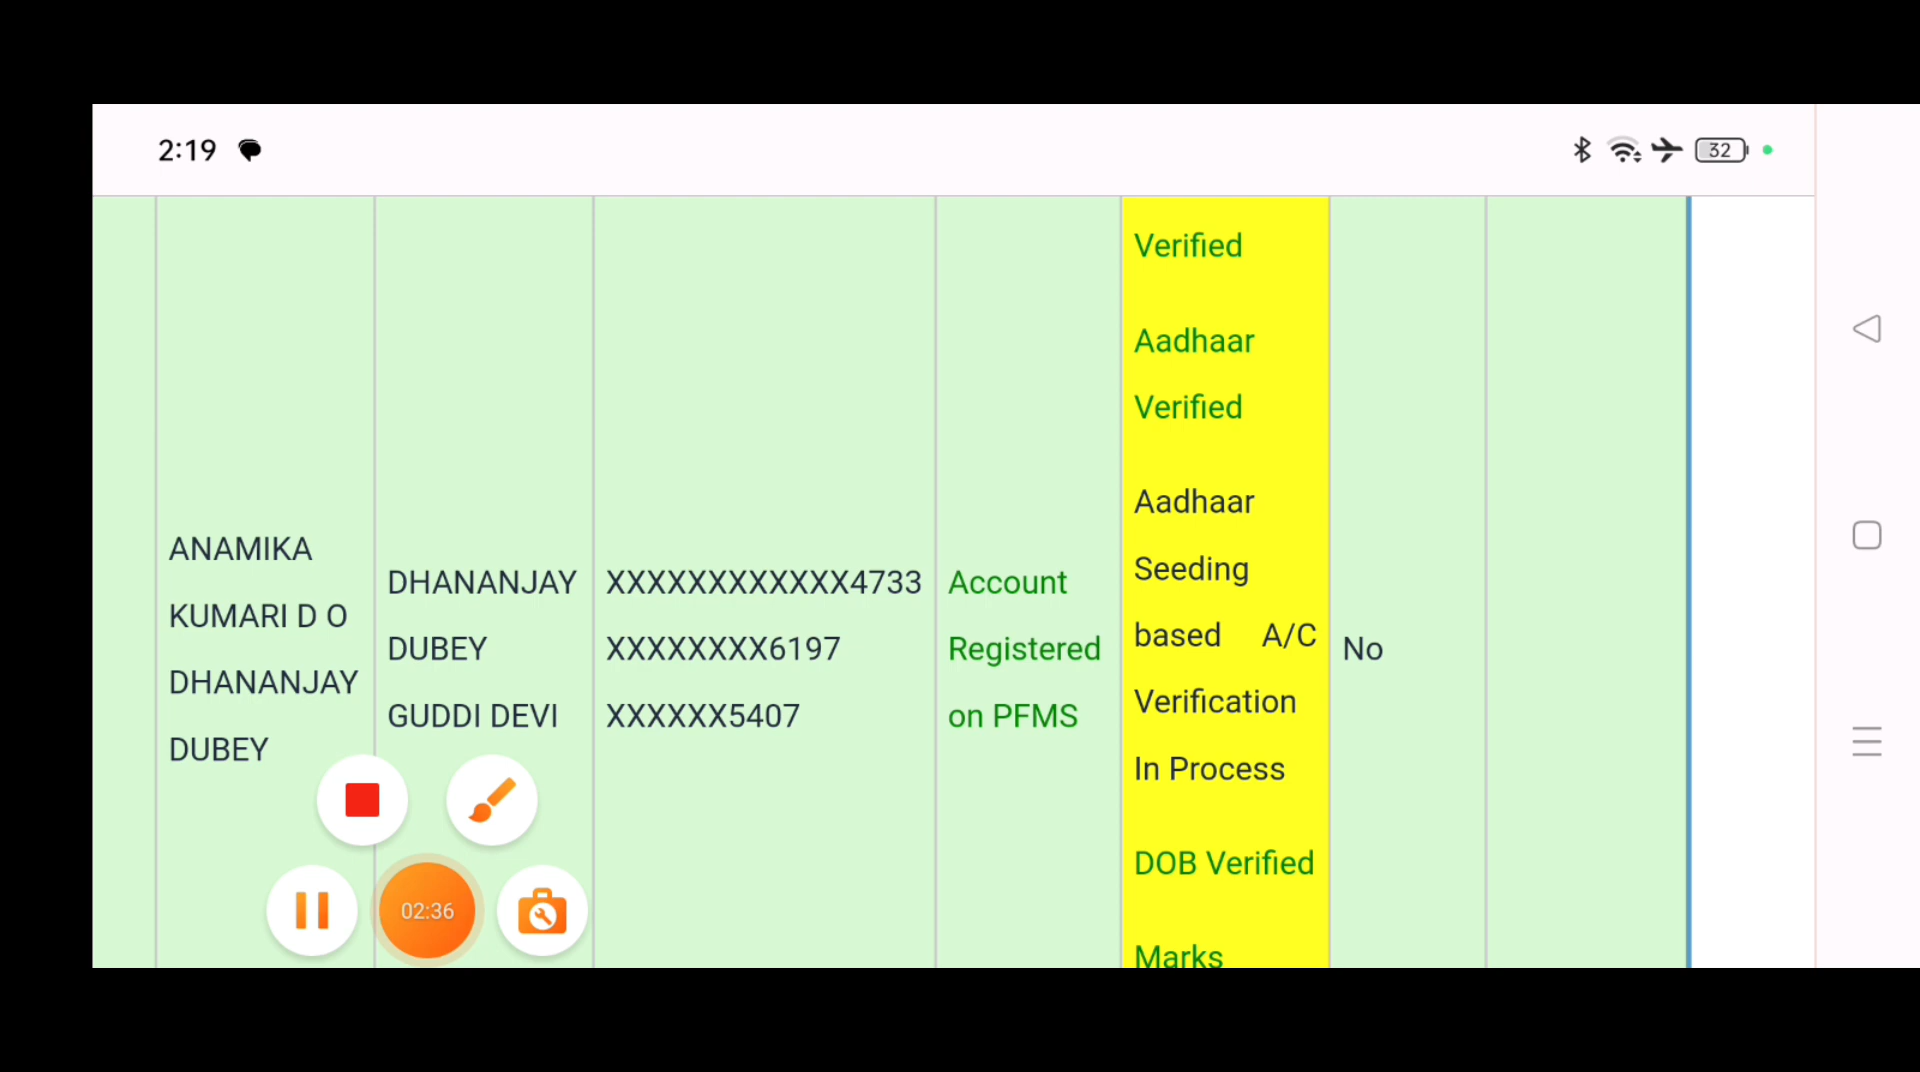 2:19
32
ANAMIKA
KUMARI D O
DHANANJAY
DUBEY
DHANANJAY
DUBEY
GUDDI DEVI
XXXXXXXXXXXX4733
XXXXXXXX6197
XXXXXX5407
Account
Registered
on PFMS
Verified
Aadhaar
Verified
Aadhaar
Seeding
based A/C
Verification
In Process
DOB Verified
Marks
No
02:36